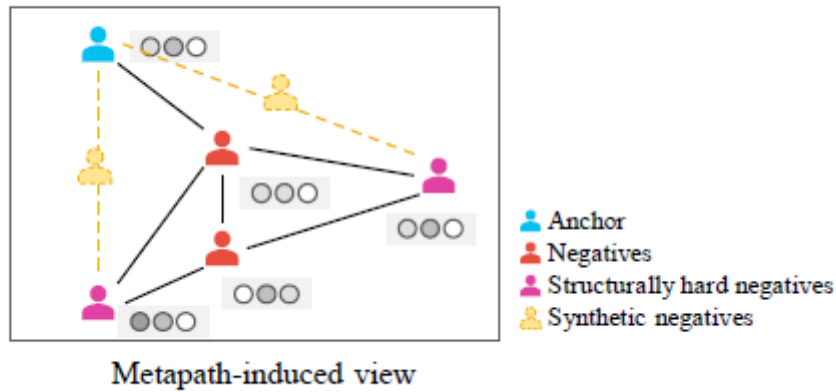 Anchor
Negatives
Structurally hard negatives
Synthetic negatives
Metapath-induced view